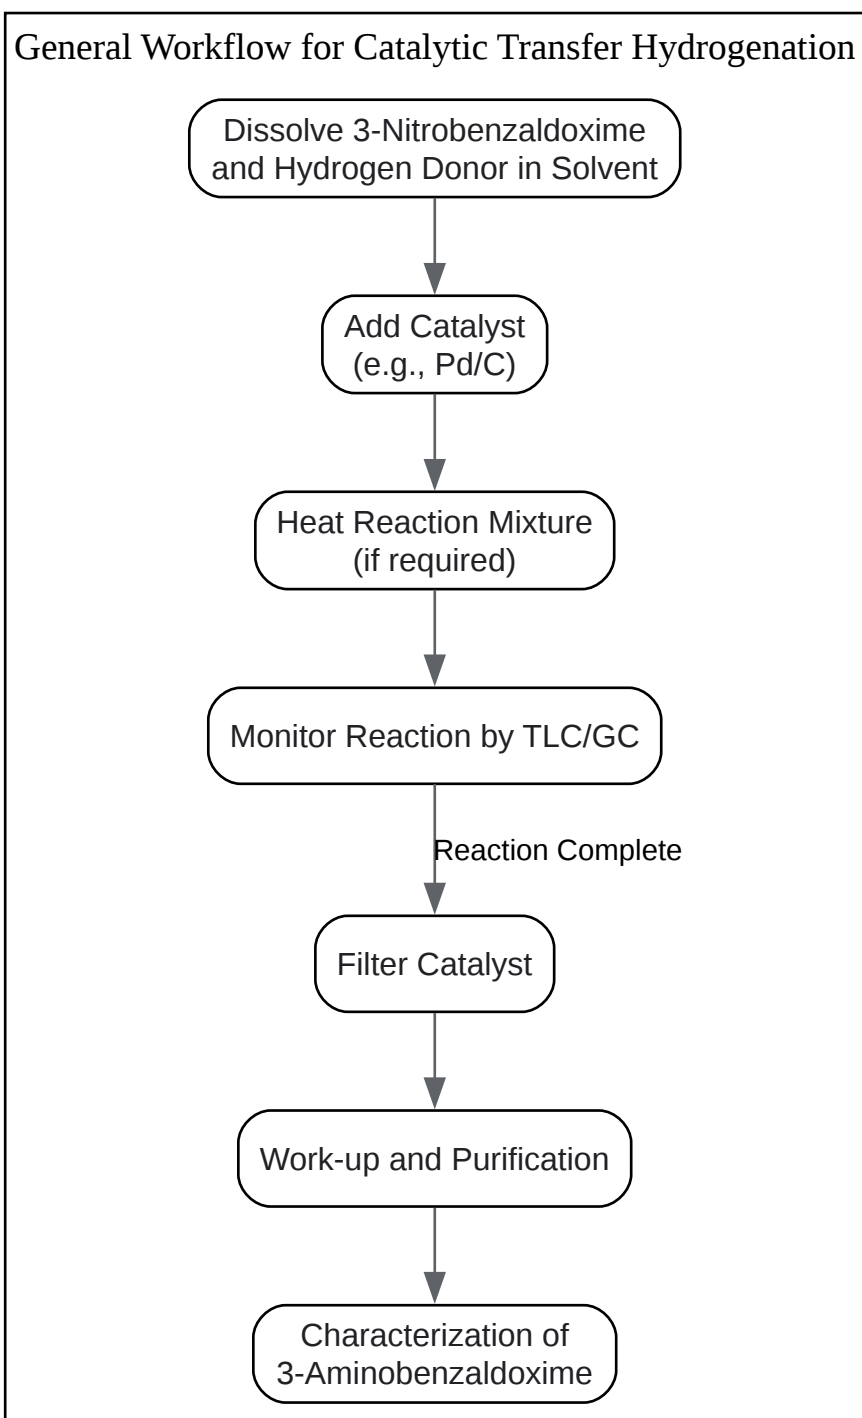 General Workflow for Catalytic Transfer Hydrogenation
Dissolve 3-Nitrobenzaldoxime
and Hydrogen Donor in Solvent
Add Catalyst
(e.g., Pd/C)
Heat Reaction Mixture
(if required)
Monitor Reaction by TLC/GC
Reaction Complete
Filter Catalyst
Work-up and Purification
Characterization of
3-Aminobenzaldoxime